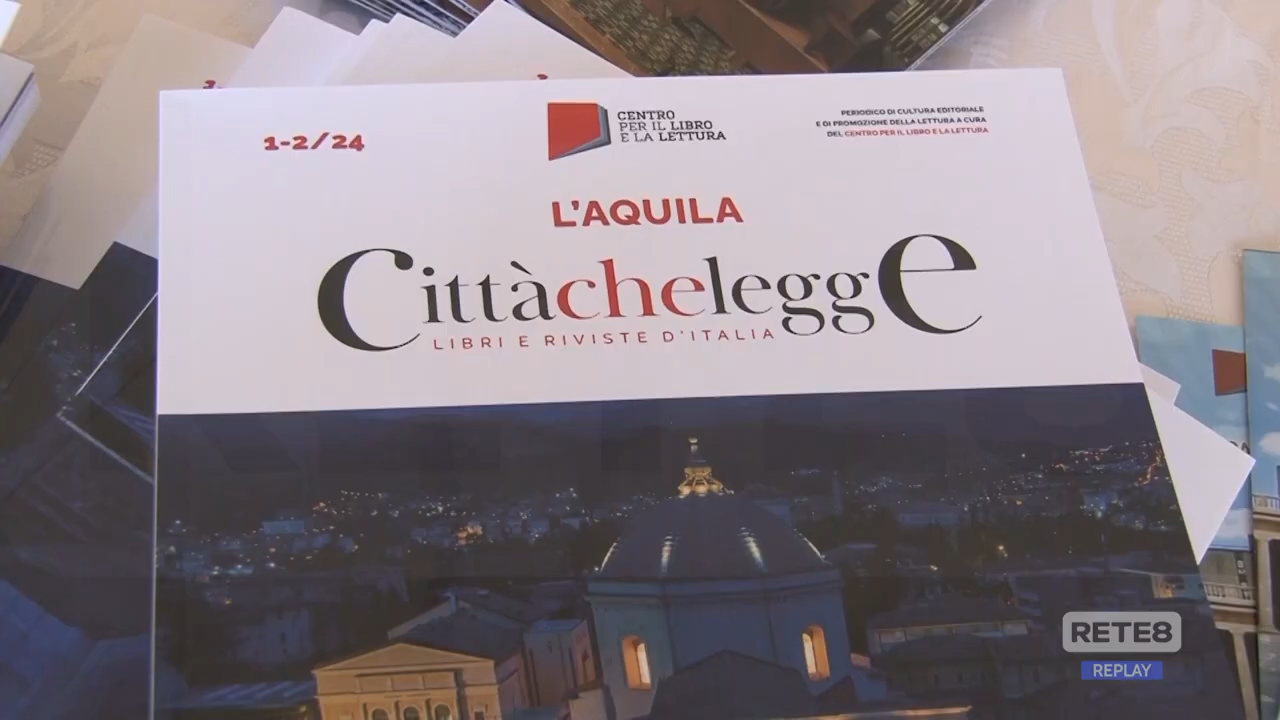 1-2/24
CENTRO
PER IL LIBRO
E LA LETTURA
PERIODICO DI CULTURA EDITORIALE
E DI PROMOZIONE DELLA LETTURA A CURA
DEL CENTRO PER IL LIBRO E LA LETTURA
L'AQUILA
Cittàchelegge
LIBRI E RIVISTE D'ITALIA
RETE8
REPLAY